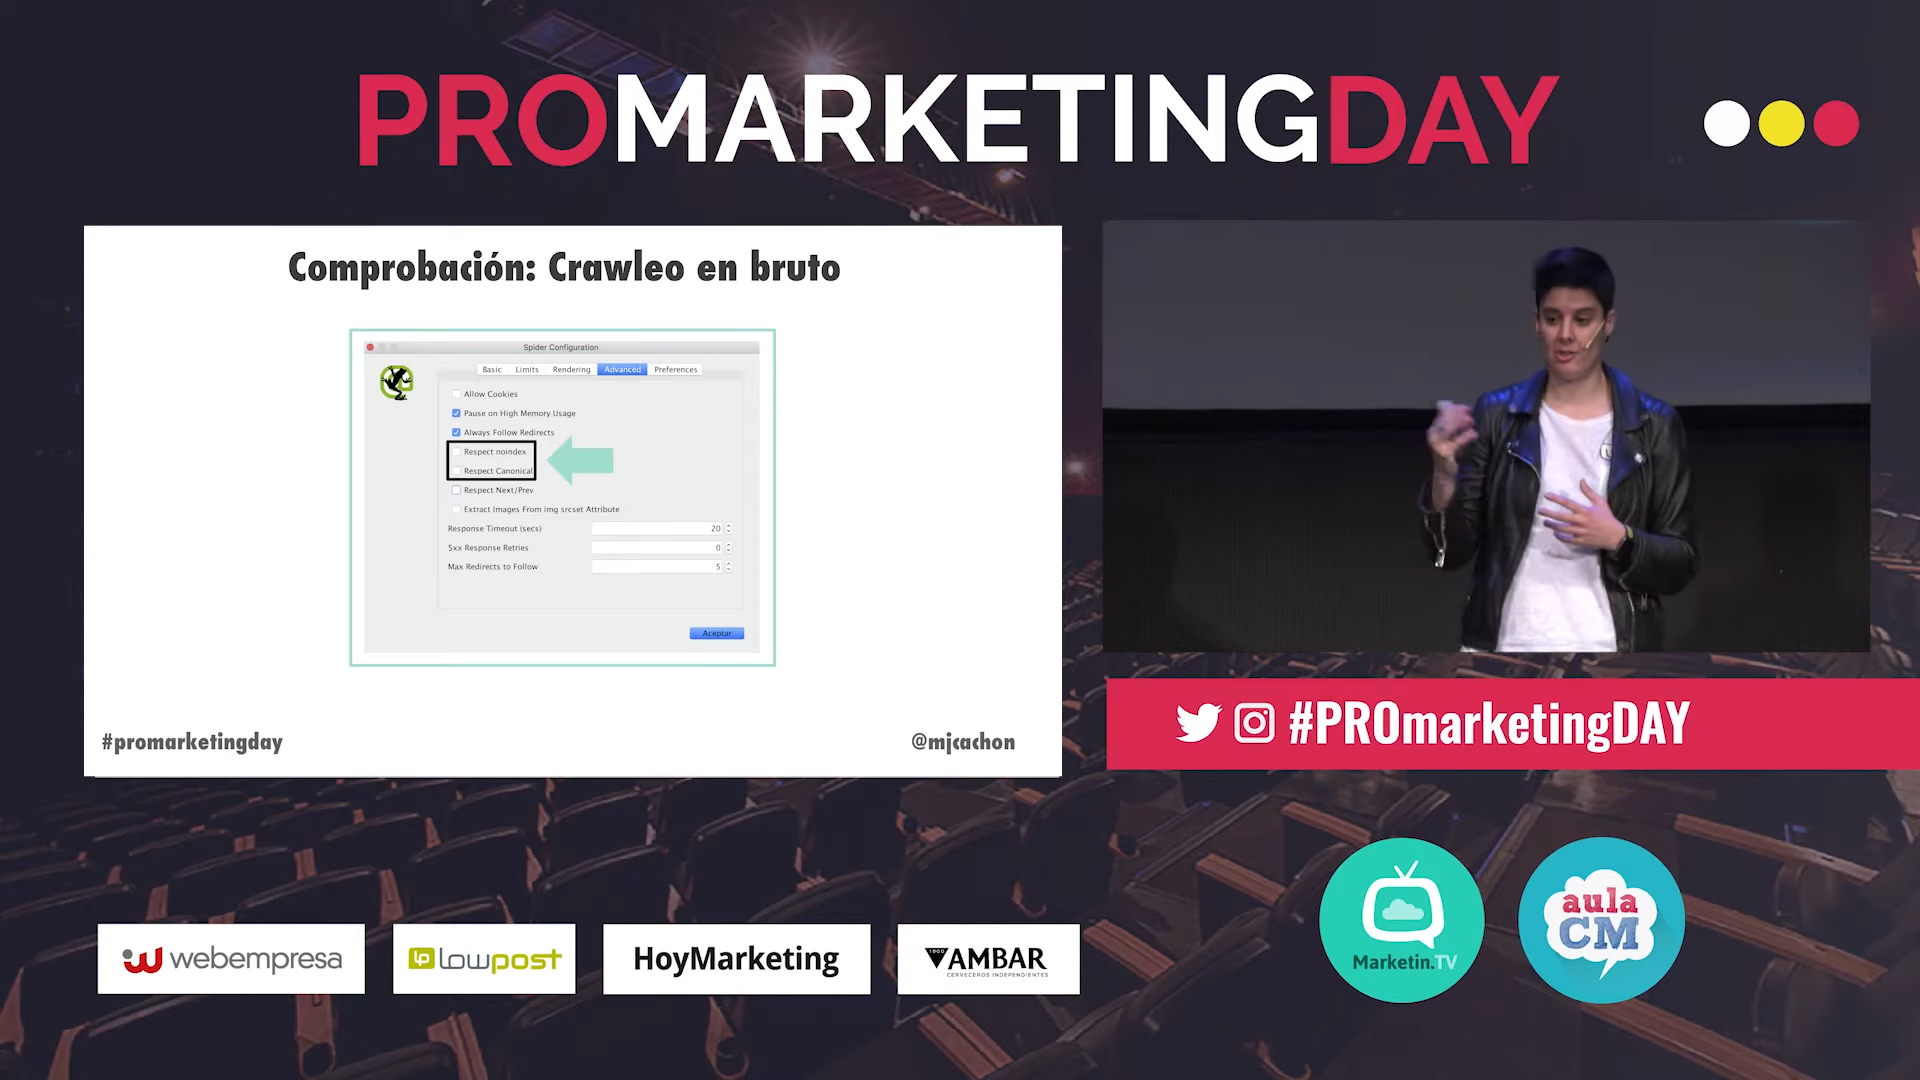 PROMARKETINGDAY
Comprobación: Crawleo en bruto
Spider Configuration
Basic Limits Rendering Advanced Preferences
Allow Cookies
Pause on High Memory Usage
Always Follow Redirects
Respect noindex
Respect Canonical
Respect Next/Prev
Extract Images From img srcset Attribute
Response Timeout (secs) 20
5xx Response Retries 0
Max Redirects to Follow 5
Aceptar
#promarketingday
@mjcachon
#PROmarketingDAY
webempresa
lp lowpost
HoyMarketing
AMBAR
CERVECEROS INDEPENDIENTES
Marketin.TV
aula
CM